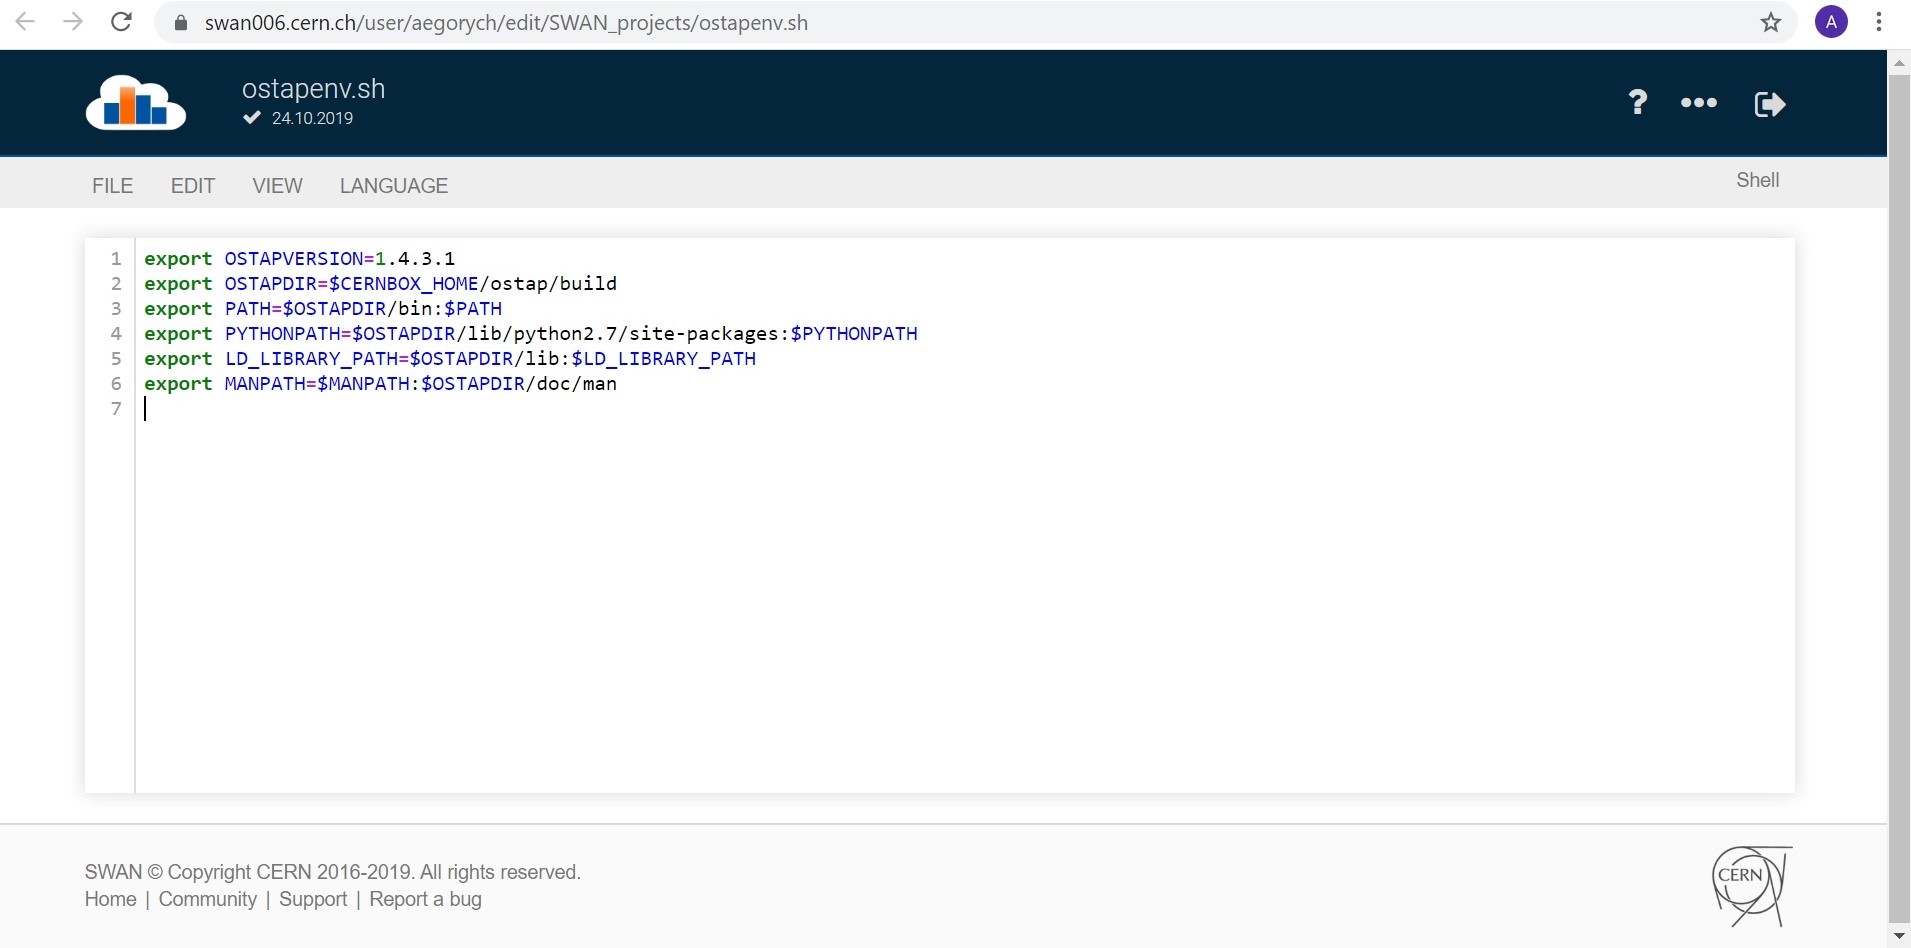 swan006.cern.ch/user/aegorych/edit/SWAN_projects/ostapenv.sh
A
ostapenv.sh
24.10.2019
?
FILE EDIT VIEW LANGUAGE
Shell
1 export OSTAPVERSION=1.4.3.1
2 export OSTAPDIR=$CERNBOX_HOME/ostap/build
3 export PATH=$OSTAPDIR/bin:$PATH
4 export PYTHONPATH=$OSTAPDIR/lib/python2.7/site-packages:$PYTHONPATH
5 export LD_LIBRARY_PATH=$OSTAPDIR/lib:$LD_LIBRARY_PATH
6 export MANPATH=$MANPATH:$OSTAPDIR/doc/man
7
SWAN © Copyright CERN 2016-2019. All rights reserved.
Home | Community | Support | Report a bug
CERN